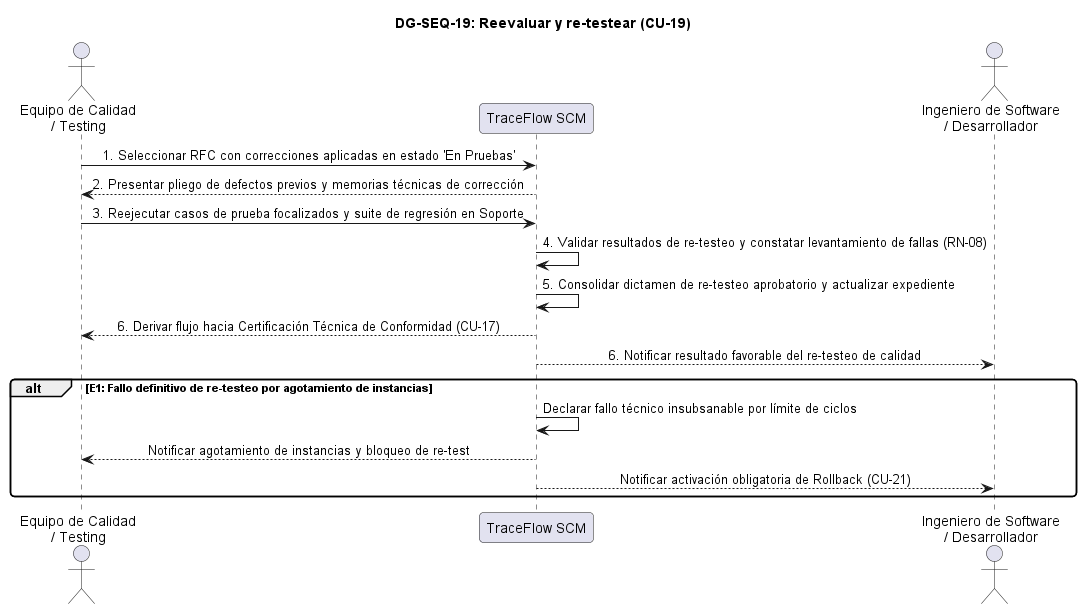 DG-SEQ-19: Reevaluar y re-testear (CU-19)
Equipo de Calidad
/ Testing
TraceFlow SCM
Ingeniero de Software
/ Desarrollador
1. Seleccionar RFC con correcciones aplicadas en estado 'En Pruebas'
2. Presentar pliego de defectos previos y memorias técnicas de corrección
3. Reejecutar casos de prueba focalizados y suite de regresión en Soporte
4. Validar resultados de re-testeo y constatar levantamiento de fallas (RN-08)
5. Consolidar dictamen de re-testeo aprobatorio y actualizar expediente
6. Derivar flujo hacia Certificación Técnica de Conformidad (CU-17)
6. Notificar resultado favorable del re-testeo de calidad
alt
[E1: Fallo definitivo de re-testeo por agotamiento de instancias]
Declarar fallo técnico insubsanable por límite de ciclos
Notificar agotamiento de instancias y bloqueo de re-test
Notificar activación obligatoria de Rollback (CU-21)
Equipo de Calidad
/ Testing
TraceFlow SCM
Ingeniero de Software
/ Desarrollador